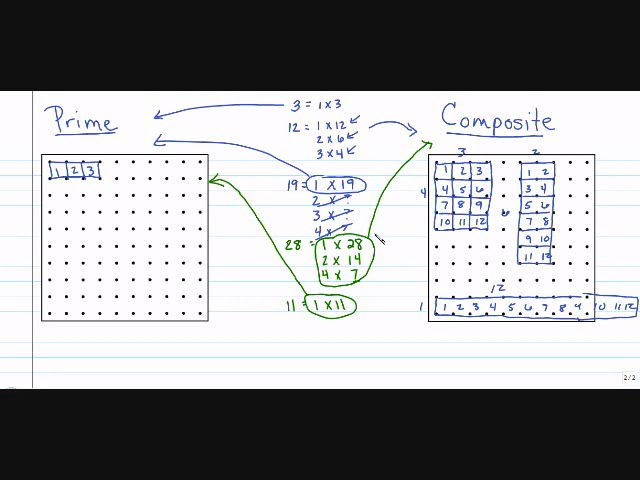 Prime
3 = 1 x 3
12 = 1 x 12
2 x 6
3 x 4
Composite
1 2 3
19 = 1 x 19
2 x ?
3 x ?
4 x ?
28 = 1 x 28
2 x 14
4 x 7
11 = 1 x 11
3
4
1 2 3
4 5 6
7 8 9
10 11 12
2
6
1 2
3 4
5 6
7 8
9 10
11 12
12
1
1 2 3 4 5 6 7 8 9 10 11 12
2/2